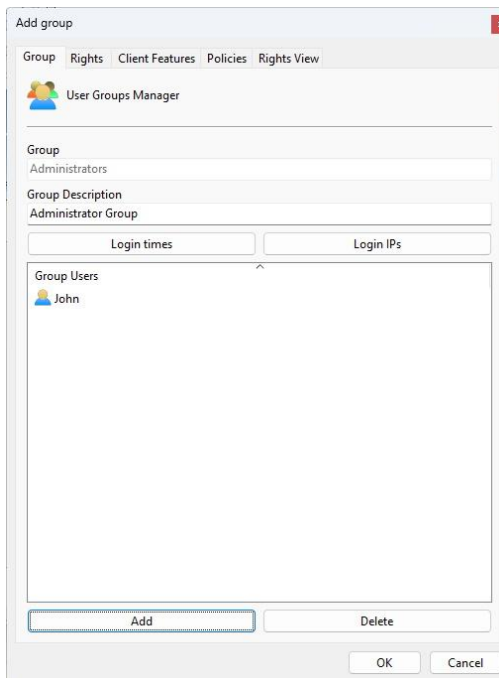 Add group
Group Rights Client Features Policies Rights View
User Groups Manager
Group
Administrators
Group Description
Administrator Group
Login times Login IPs
Group Users
John
Add Delete
OK Cancel